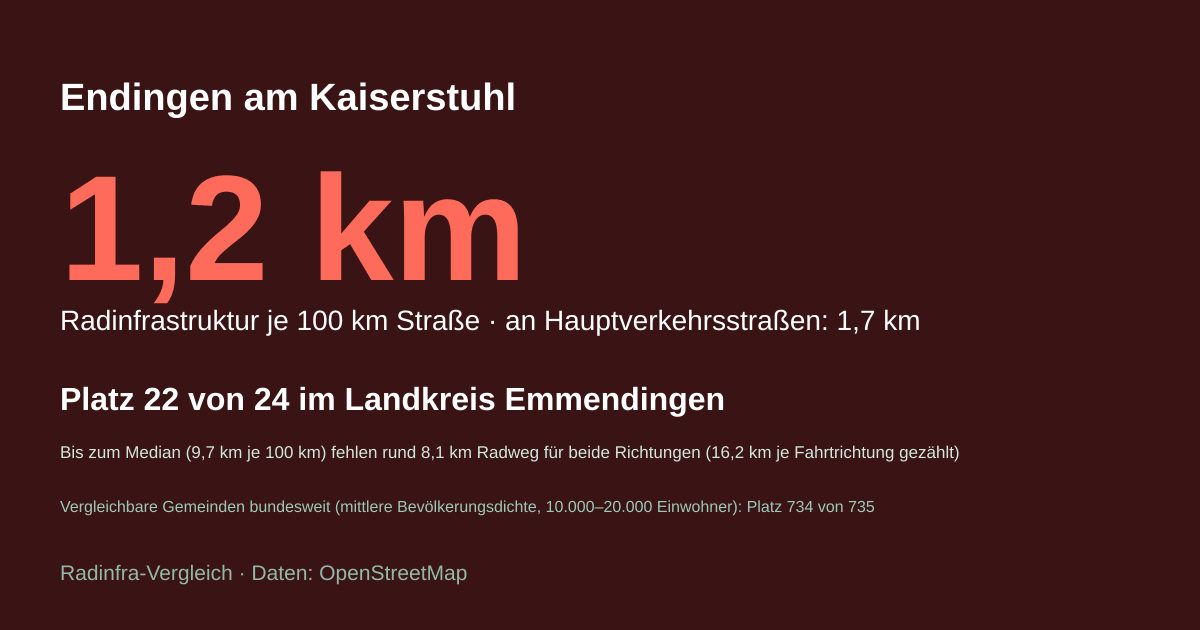 Endingen am Kaiserstuhl
1,2 km
Radinfrastruktur je 100 km Straße · an Hauptverkehrsstraßen: 1,7 km
Platz 22 von 24 im Landkreis Emmendingen
Bis zum Median (9,7 km je 100 km) fehlen rund 8,1 km Radweg für beide Richtungen (16,2 km je Fahrtrichtung gezählt)
Vergleichbare Gemeinden bundesweit (mittlere Bevölkerungsdichte, 10.000–20.000 Einwohner): Platz 734 von 735
Radinfra-Vergleich · Daten: OpenStreetMap